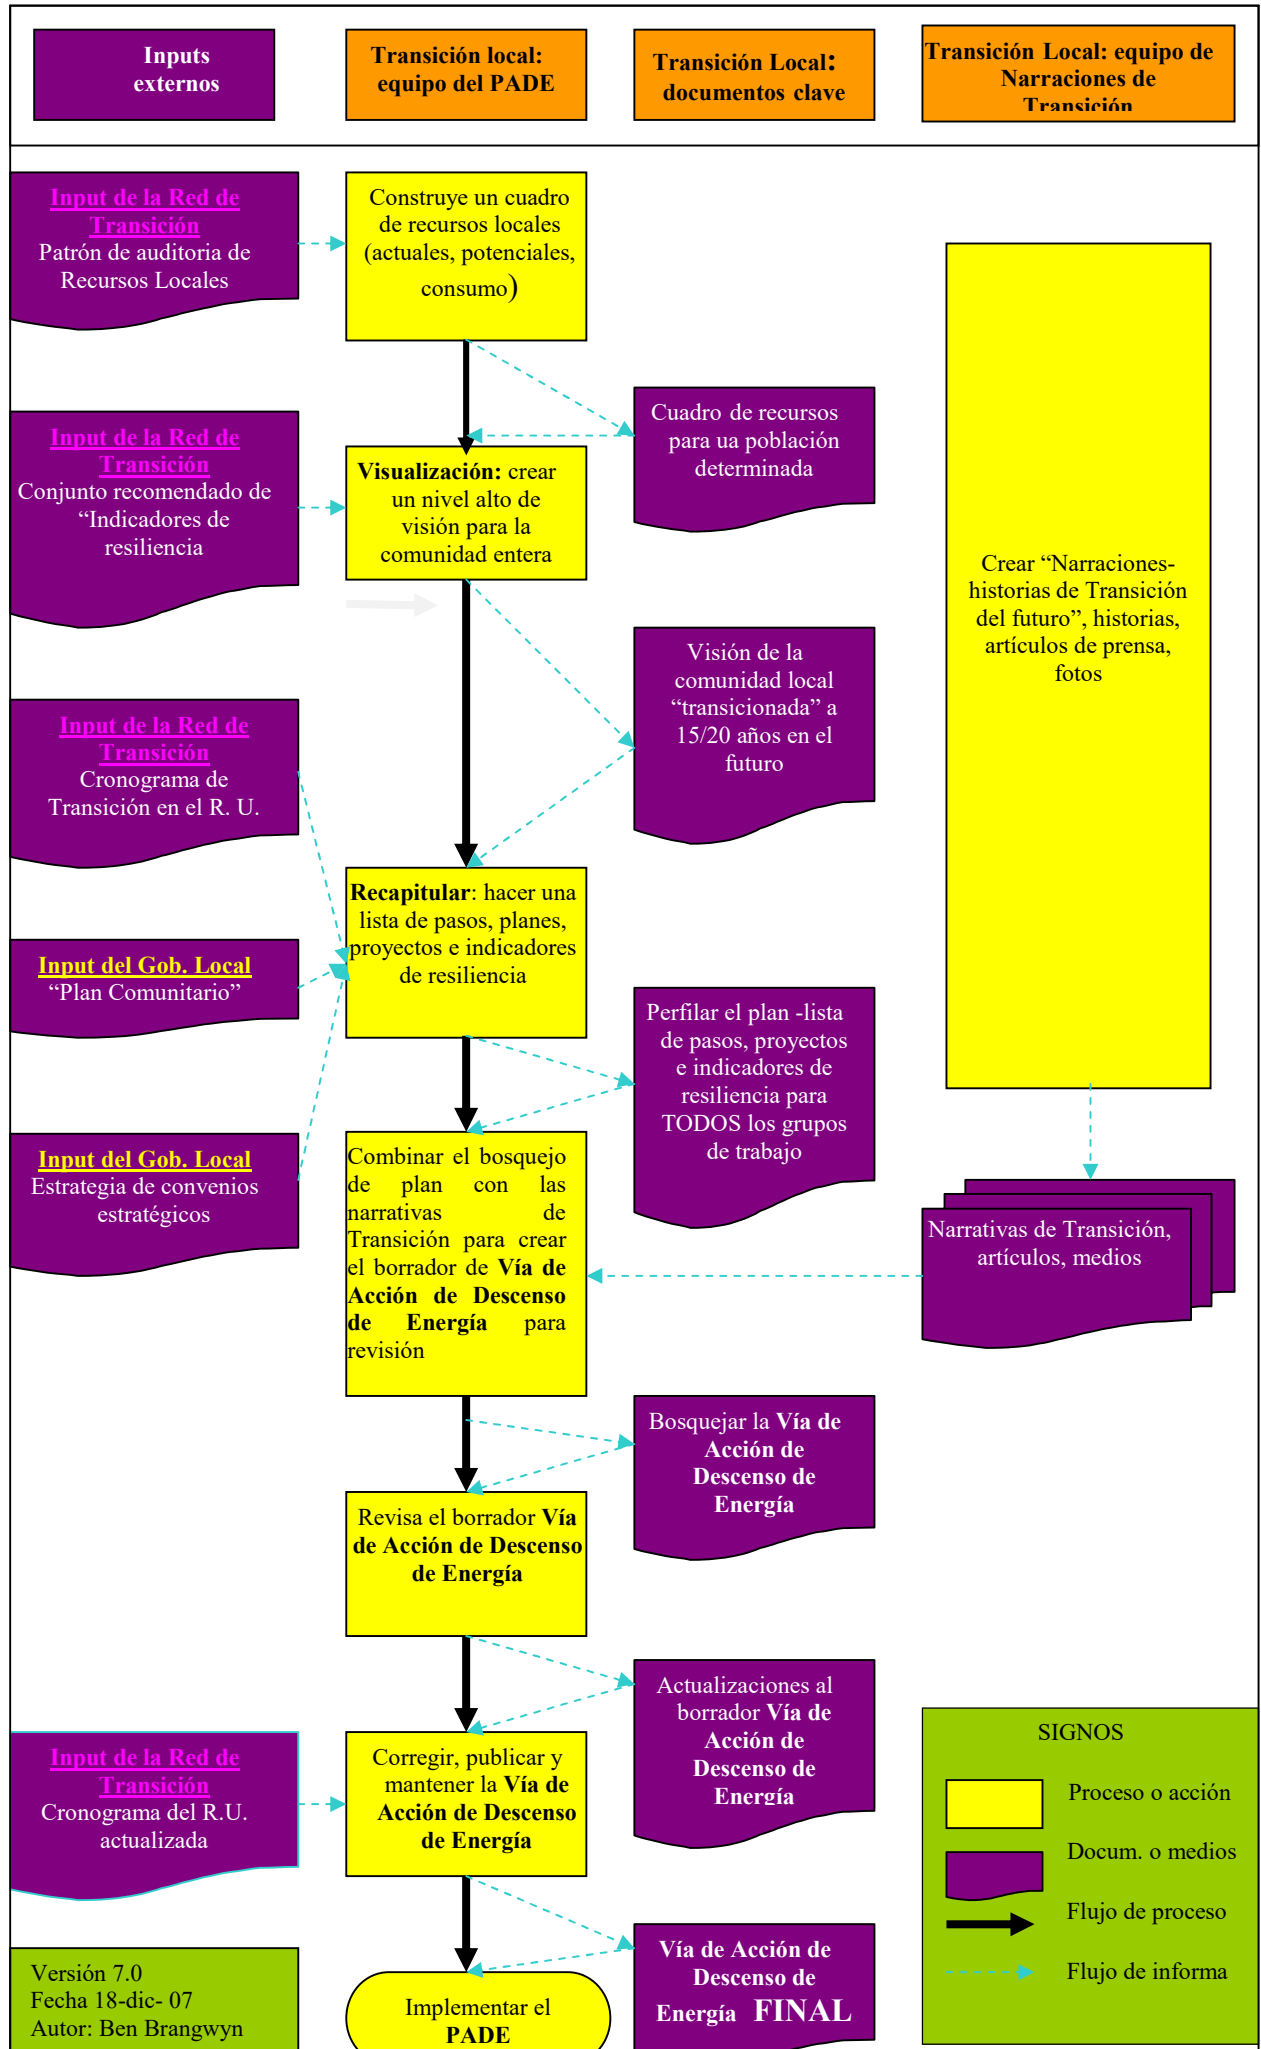 Inputs
externos
Transición local:
equipo del PADE
Transición Local:
documentos clave
Transición Local: equipo de
Narraciones de
Transición
Input de la Red de
Transición
Patrón de auditoria de
Recursos Locales
Construye un cuadro
de recursos locales
(actuales, potenciales,
consumo)
Cuadro de recursos
para ua población
determinada
Input de la Red de
Transición
Conjunto recomendado de
“Indicadores de
resiliencia
Visualización: crear
un nivel alto de
visión para la
comunidad entera
Crear “Narraciones-
historias de Transición
del futuro”, historias,
artículos de prensa,
fotos
Visión de la
comunidad local
“transicionada” a
15/20 años en el
futuro
Input de la Red de
Transición
Cronograma de
Transición en el R. U.
Recapitular: hacer una
lista de pasos, planes,
proyectos e indicadores
de resiliencia
Input del Gob. Local
“Plan Comunitario”
Perfilar el plan -lista
de pasos, proyectos
e indicadores de
resiliencia para
TODOS los grupos
de trabajo
Input del Gob. Local
Estrategia de convenios
estratégicos
Combinar el bosquejo
de plan con las
narrativas de
Transición para crear
el borrador de Vía de
Acción de Descenso
de Energía para
revisión
Narrativas de Transición,
artículos, medios
Bosquejar la Vía de
Acción de
Descenso de
Energía
Revisa el borrador Vía
de Acción de Descenso
de Energía
Actualizaciones al
borrador Vía de
Acción de
Descenso de
Energía
Input de la Red de
Transición
Cronograma del R.U.
actualizada
Corregir, publicar y
mantener la Vía de
Acción de Descenso
de Energía
SIGNOS
Proceso o acción
Docum. o medios
Flujo de proceso
Flujo de informa
Vía de Acción de
Descenso de
Energía FINAL
Versión 7.0
Fecha 18-dic- 07
Autor: Ben Brangwyn
Implementar el
PADE